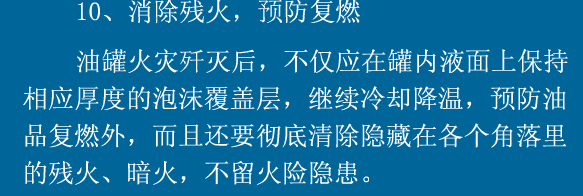 10、消除残火，预防复燃
油罐火灾歼灭后，不仅应在罐内液面上保持
相应厚度的泡沫覆盖层，继续冷却降温，预防油
品复燃外，而且还要彻底清除隐藏在各个角落里
的残火、暗火，不留火险隐患。